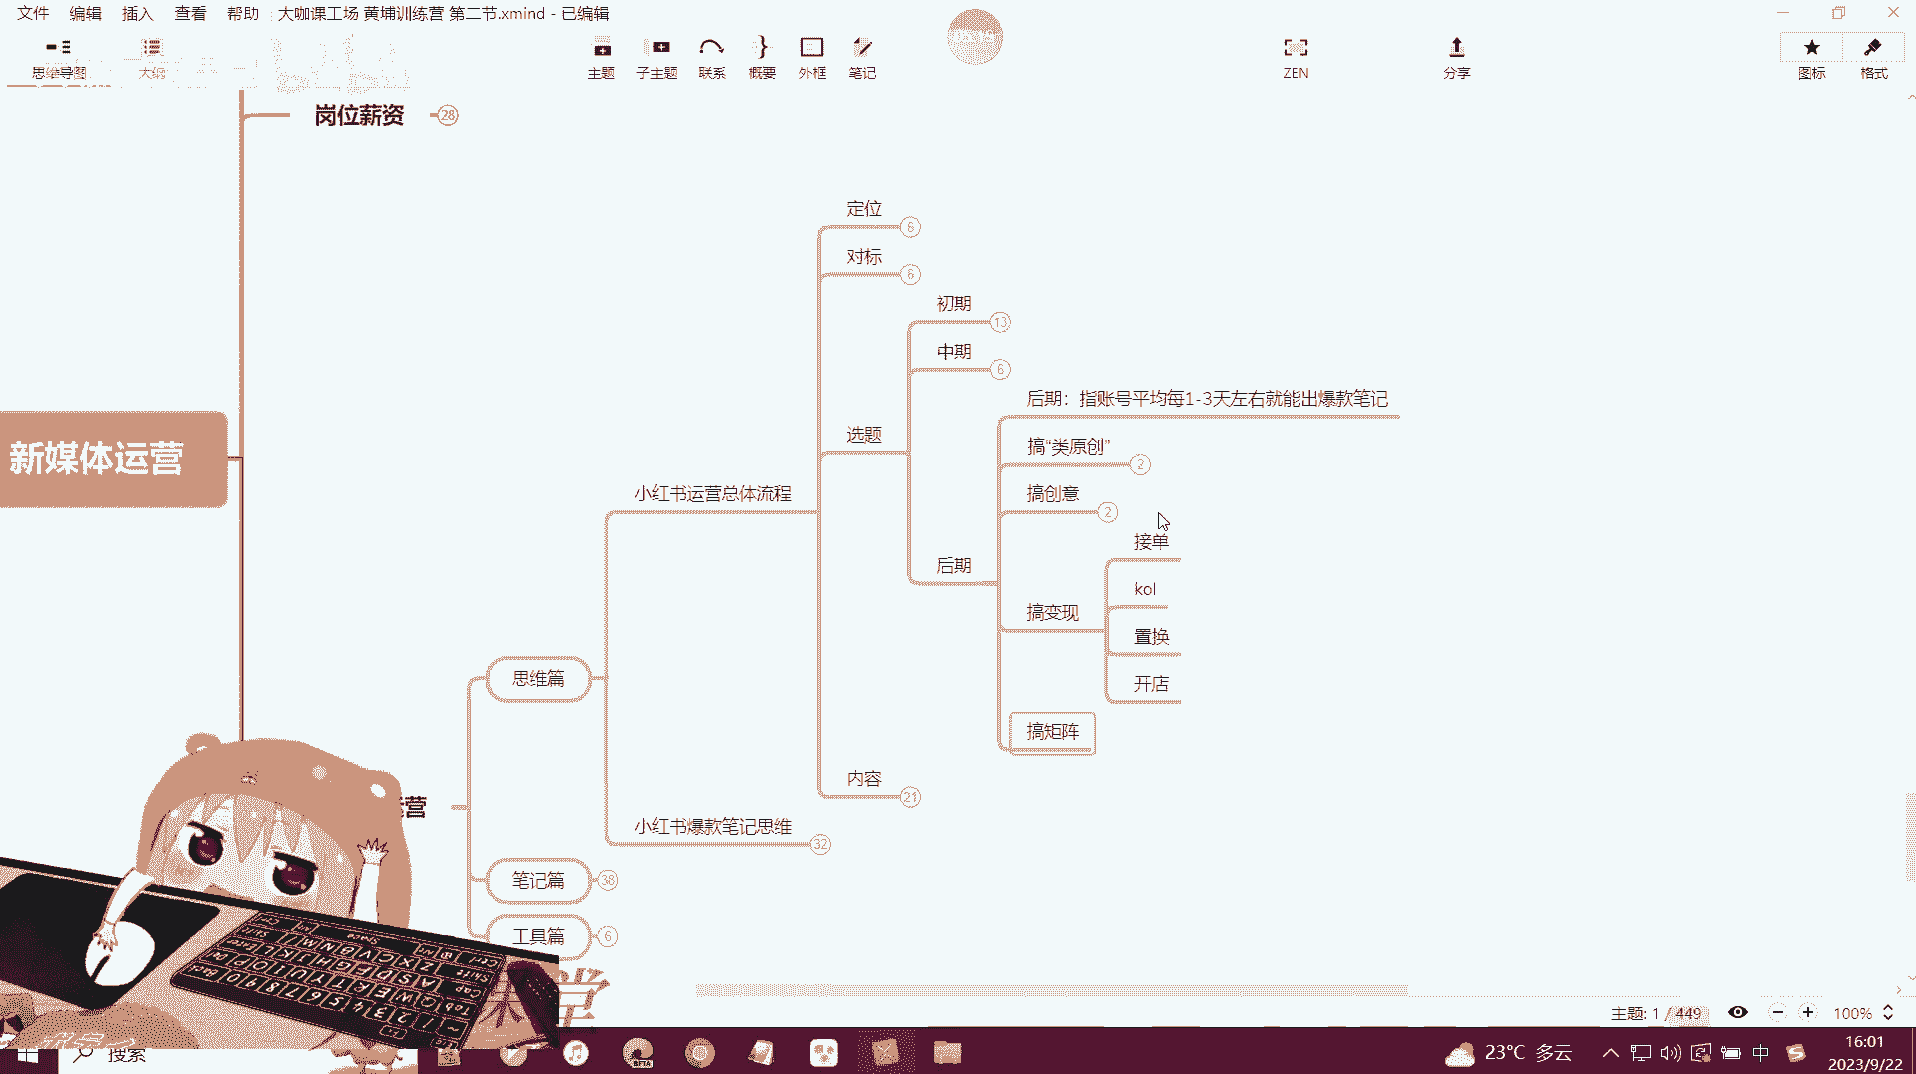 文件 编辑 插入 查看 帮助 大咖课工场 黄埔训练营 第二节.xmind - 已编辑
思维导图 大纲 主题 子主题 联系 概要 外框 笔记 ZEN 分享 图标 格式
岗位薪资 28
定位 8
对标 6
初期 13
中期 6
后期：指账号平均每1-3天左右就能出爆款笔记
选题
搞“类原创” 2
新媒体运营
小红书运营总体流程
搞创意 2
接单
后期
kol
搞变现
置换
思维篇
开店
搞矩阵
内容 21
运营
小红书爆款笔记思维 32
笔记篇 38
工具篇 6
主题: 1 / 449 100%
搜索
BETA
23°C 多云
中
16:01
2023/9/22